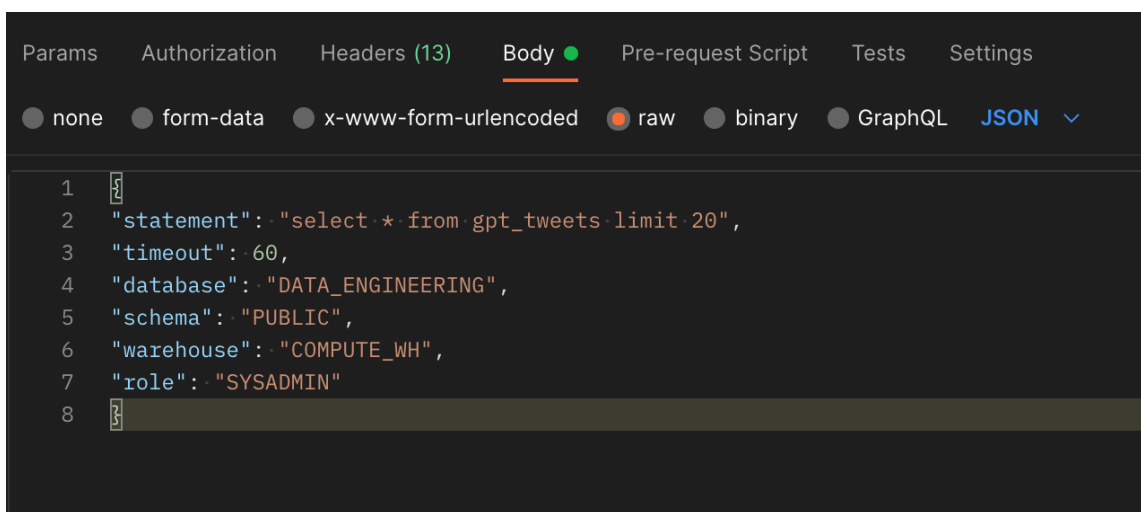 Params Authorization Headers (13) Body Pre-request Script Tests Settings
none form-data x-www-form-urlencoded raw binary GraphQL JSON
1 {
2 "statement": "select * from gpt_tweets limit 20",
3 "timeout": 60,
4 "database": "DATA_ENGINEERING",
5 "schema": "PUBLIC",
6 "warehouse": "COMPUTE_WH",
7 "role": "SYSADMIN"
8 }